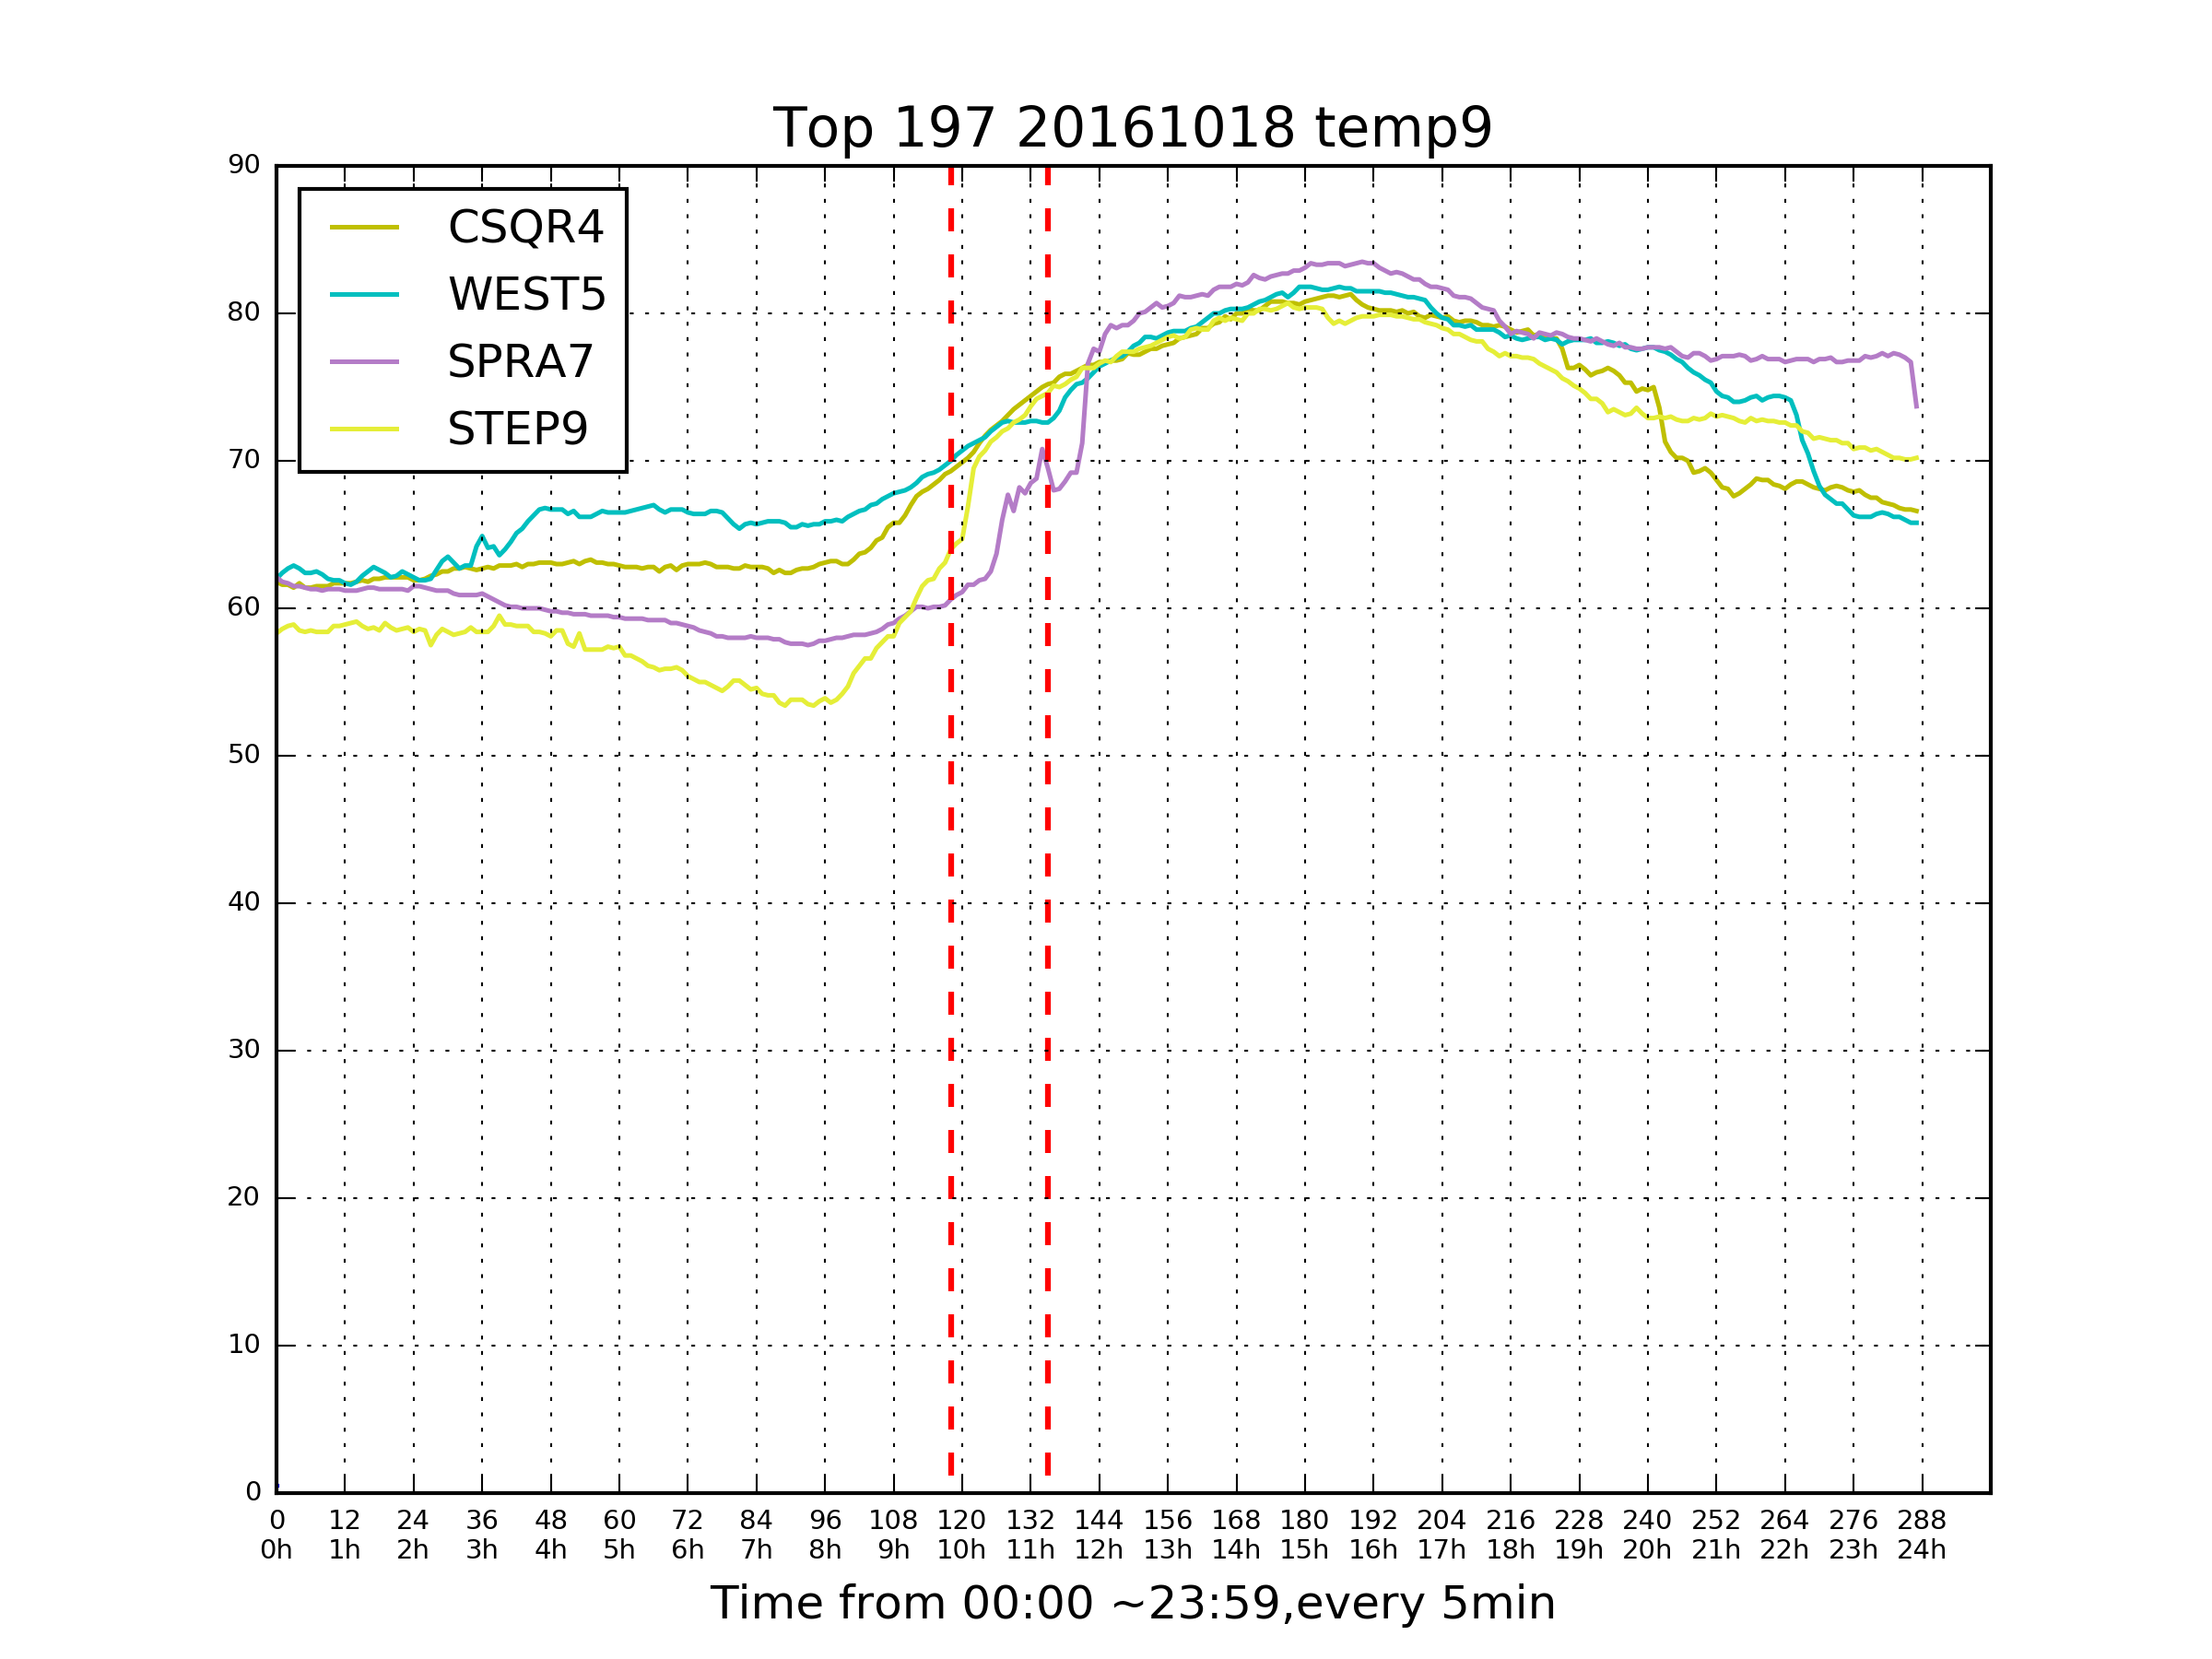 Top 197 20161018 temp9
CSQR4
WEST5
SPRA7
STEP9
90
80
70
60
50
40
30
20
10
0
0 12 24 36 48 60 72 84 96 108 120 132 144 156 168 180 192 204 216 228 240 252 264 276 288
0h 1h 2h 3h 4h 5h 6h 7h 8h 9h 10h 11h 12h 13h 14h 15h 16h 17h 18h 19h 20h 21h 22h 23h 24h
Time from 00:00 ~23:59,every 5min